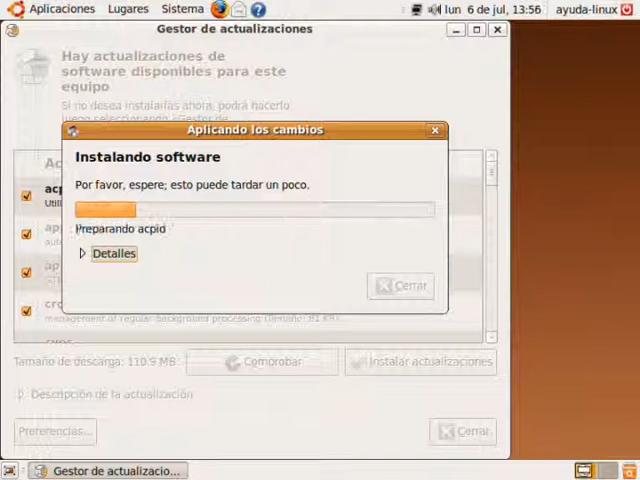 Aplicaciones Lugares Sistema lun 6 de jul, 13:56 ayuda-linux
Gestor de actualizaciones
Hay actualizaciones de
software disponibles para este
equipo
Si no desea instalarlas ahora, podrá hacerlo
Aplicando los cambios
Instalando software
Por favor, espere; esto puede tardar un poco.
Preparando acpid
Detalles
Cerrar
management of regular background processing (Tamaño: 81 KB)
Tamaño de descarga: 110.9 MB Comprobar Instalar actualizaciones
Descripción de la actualización
Preferencias... Cerrar
Gestor de actualizacio...